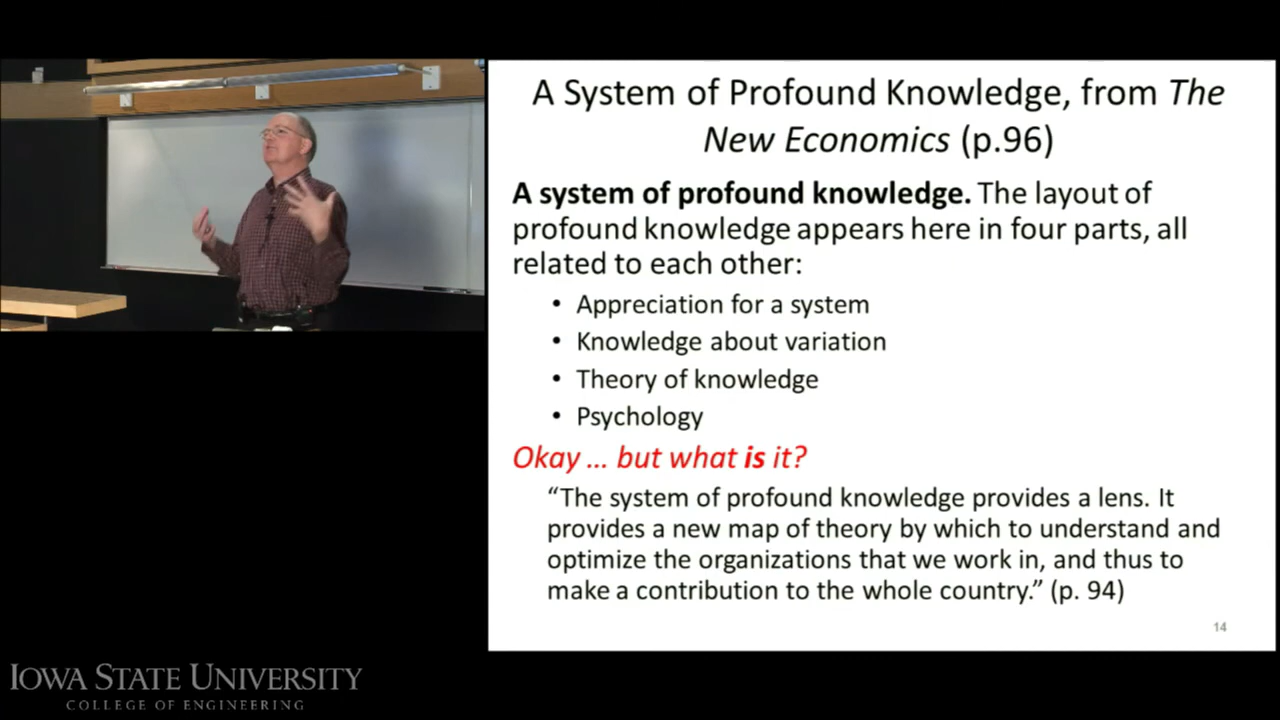 A System of Profound Knowledge, from The
New Economics (p.96)
A system of profound knowledge. The layout of
profound knowledge appears here in four parts, all
related to each other:
• Appreciation for a system
• Knowledge about variation
• Theory of knowledge
• Psychology
Okay ... but what is it?
“The system of profound knowledge provides a lens. It
provides a new map of theory by which to understand and
optimize the organizations that we work in, and thus to
make a contribution to the whole country.” (p. 94)
14
IOWA STATE UNIVERSITY
COLLEGE OF ENGINEERING